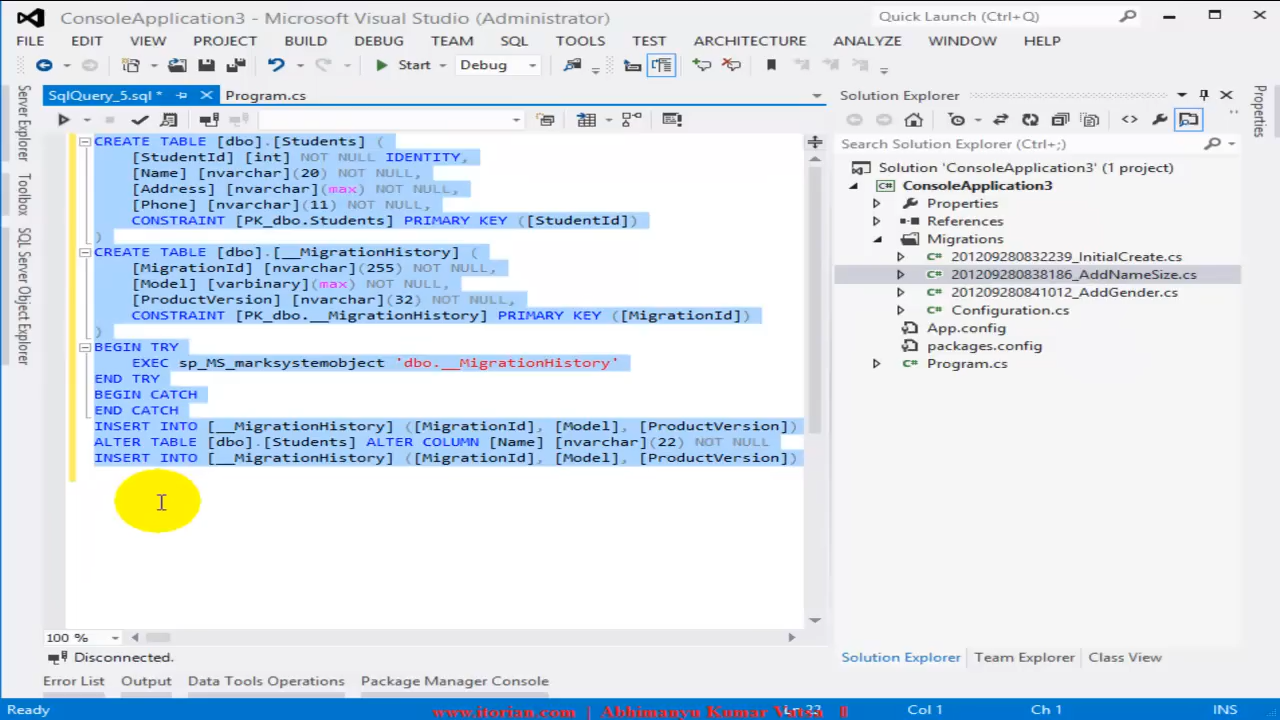 ConsoleApplication3 - Microsoft Visual Studio (Administrator)
Quick Launch (Ctrl+Q)
FILE EDIT VIEW PROJECT BUILD DEBUG TEAM SQL TOOLS TEST ARCHITECTURE ANALYZE WINDOW HELP
Start Debug
SqlQuery_5.sql * Program.cs
Server Explorer
Toolbox
SQL Server Object Explorer
CREATE TABLE [dbo].[Students] (
[StudentId] [int] NOT NULL IDENTITY,
[Name] [nvarchar](20) NOT NULL,
[Address] [nvarchar](max) NOT NULL,
[Phone] [nvarchar](11) NOT NULL,
CONSTRAINT [PK_dbo.Students] PRIMARY KEY ([StudentId])
)
CREATE TABLE [dbo].[__MigrationHistory] (
[MigrationId] [nvarchar](255) NOT NULL,
[Model] [varbinary](max) NOT NULL,
[ProductVersion] [nvarchar](32) NOT NULL,
CONSTRAINT [PK_dbo.__MigrationHistory] PRIMARY KEY ([MigrationId])
)
BEGIN TRY
EXEC sp_MS_marksystemobject 'dbo.__MigrationHistory'
END TRY
BEGIN CATCH
END CATCH
INSERT INTO [__MigrationHistory] ([MigrationId], [Model], [ProductVersion])
ALTER TABLE [dbo].[Students] ALTER COLUMN [Name] [nvarchar](22) NOT NULL
INSERT INTO [__MigrationHistory] ([MigrationId], [Model], [ProductVersion])
100 %
Disconnected.
Error List Output Data Tools Operations Package Manager Console
Solution Explorer
Search Solution Explorer (Ctrl+;)
Solution 'ConsoleApplication3' (1 project)
ConsoleApplication3
Properties
References
Migrations
201209280832239_InitialCreate.cs
201209280838186_AddNameSize.cs
201209280841012_AddGender.cs
Configuration.cs
App.config
packages.config
Program.cs
Solution Explorer Team Explorer Class View
Properties
Ready Ln 22 Col 1 Ch 1 INS
www.itorian.com | Abhimanyu Kumar Vatsa ||